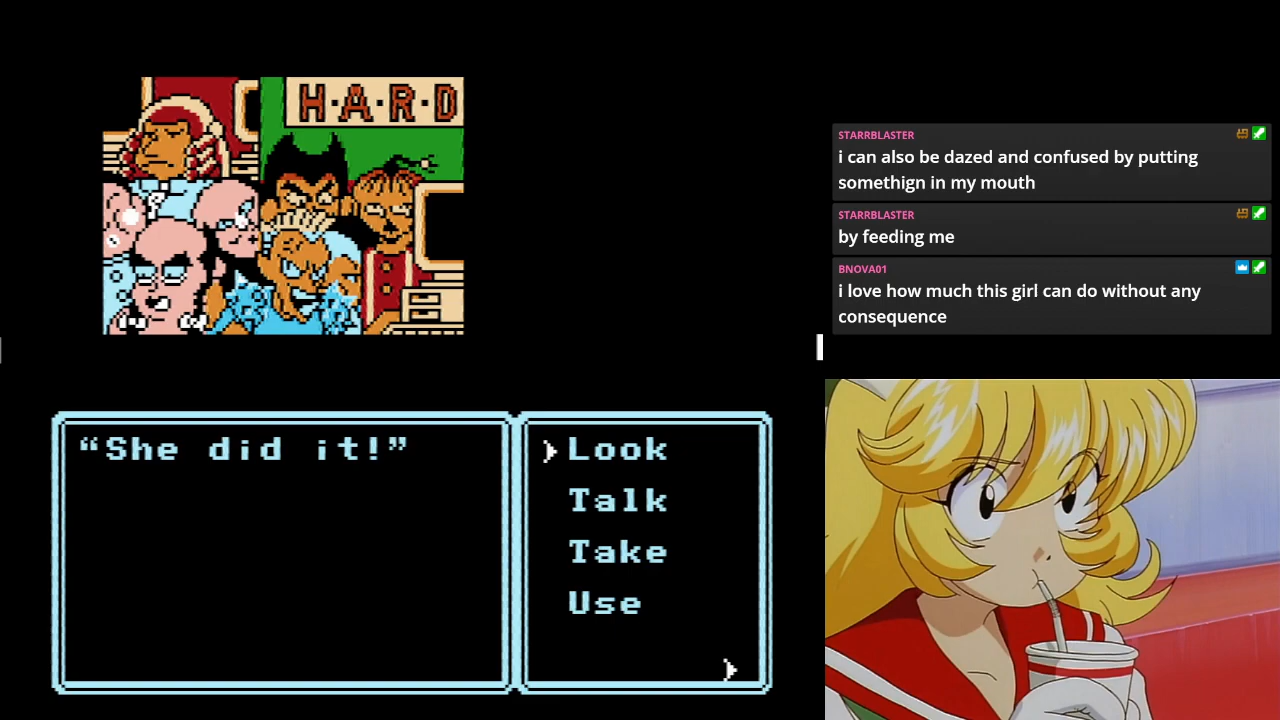 H·A·R·D
“She did it!”
Look
Talk
Take
Use
STARRBLASTER
i can also be dazed and confused by putting
somethign in my mouth
STARRBLASTER
by feeding me
BNOVA01
i love how much this girl can do without any
consequence